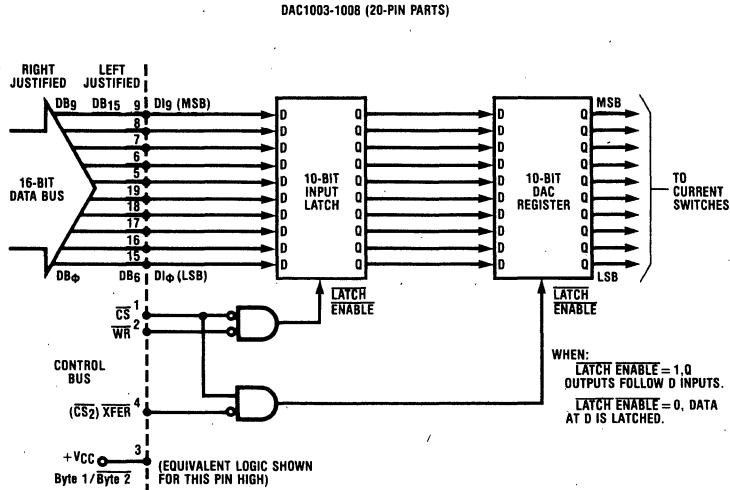 DAC1003-1008 (20-PIN PARTS)
RIGHT JUSTIFIED
LEFT JUSTIFIED
DB9 DB15 9 DI9 (MSB)
8
7
6
5
19
18
17
16
15
DBΦ DB6 DIΦ (LSB)
16-BIT
DATA BUS
D Q
D Q
D Q
D Q
D Q
D Q
D Q
D Q
D Q
D Q
10-BIT
INPUT
LATCH
D Q
D Q
D Q
D Q
D Q
D Q
D Q
D Q
D Q
D Q
10-BIT
DAC
REGISTER
MSB
LSB
TO
CURRENT
SWITCHES
LATCH
ENABLE
LATCH
ENABLE
CS 1
WR 2
CONTROL
BUS
(CS2) XFER 4
+VCC 3
Byte 1/Byte 2
(EQUIVALENT LOGIC SHOWN
FOR THIS PIN HIGH)
WHEN:
LATCH ENABLE = 1, Q
OUTPUTS FOLLOW D INPUTS.
LATCH ENABLE = 0, DATA
AT D IS LATCHED.